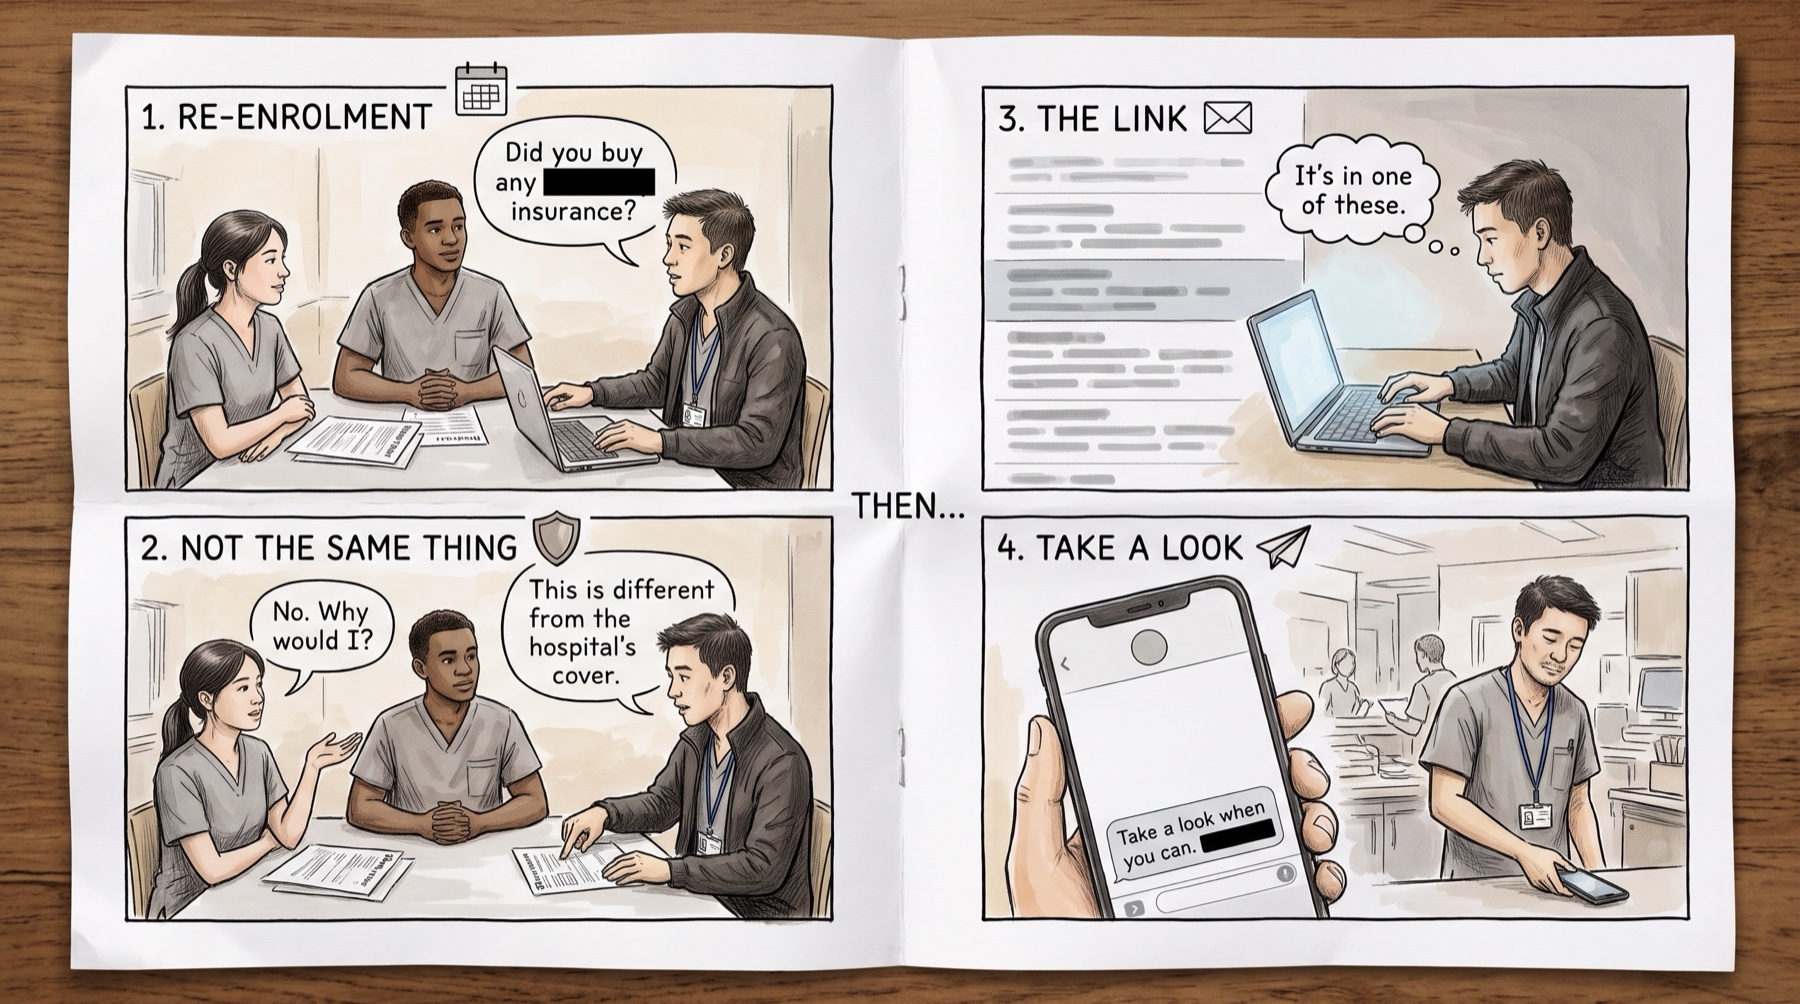 1. RE-ENROLMENT
Did you buy
any
insurance?
2. NOT THE SAME THING
No. Why
would I?
This is different
from the
hospital's
cover.
THEN...
3. THE LINK
It's in one
of these.
4. TAKE A LOOK
Take a look when
you can.